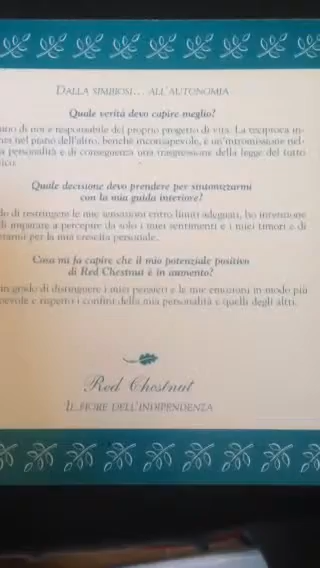 DALLA SIMBIOSI... ALL'AUTONOMIA
Quale verità devo capire meglio?
uno di noi è responsabile del proprio progetto di vita. La reciproca in-
nza nel piano dell'altro, benché inconsapevole, è un'intromissione nel-
a personalità e di conseguenza una trasgressione della legge del tutto
ico.
Quale decisione devo prendere per sintonizzarmi
con la mia guida interiore?
do di restringere le mie sensazioni entro limiti adeguati, ho intenzione
di imparare a percepire da solo i miei sentimenti e i miei timori e di
rarmi per la mia crescita personale.
Cosa mi fa capire che il mio potenziale positivo
di Red Chestnut è in aumento?
in grado di distinguere i miei pensieri e le mie emozioni in modo più
pevole e rispetto i confini della mia personalità e quelli degli altri.
Red Chestnut
IL FIORE DELL'INDIPENDENZA